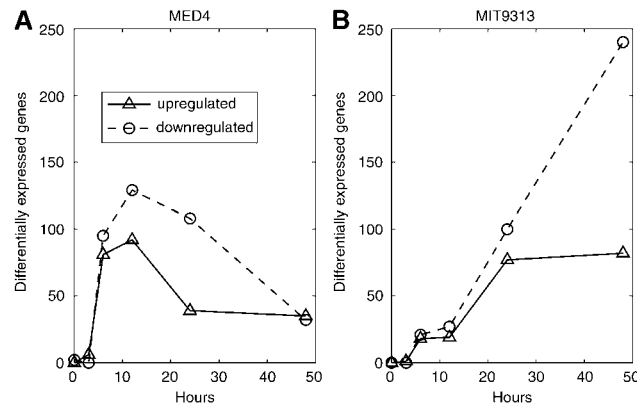 A
MED4
Differentially expressed genes
250
200
150
100
50
0
upregulated
downregulated
0 10 20 30 40 50
Hours
B
MIT9313
Differentially expressed genes
250
200
150
100
50
0
0 10 20 30 40 50
Hours